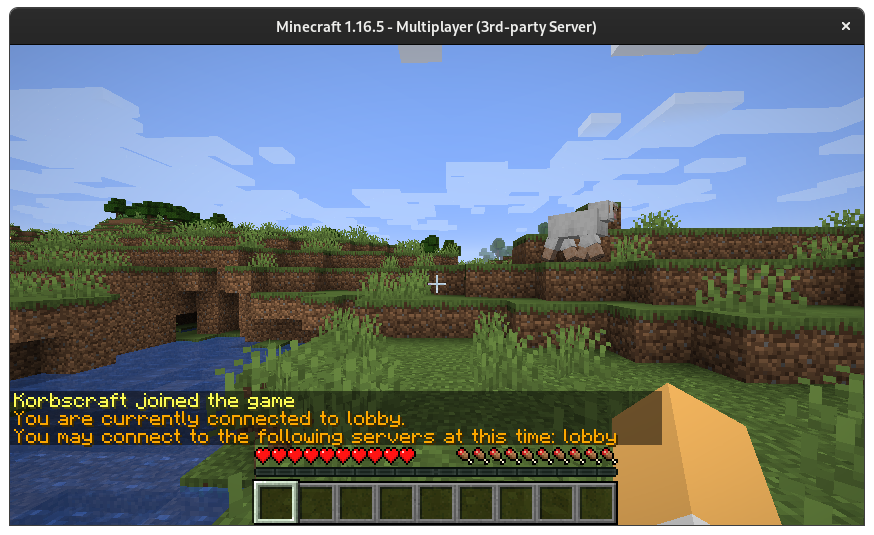 Minecraft 1.16.5 - Multiplayer (3rd-party Server)
Korbscraft joined the game
You are currently connected to lobby.
You may connect to the following servers at this time: lobby